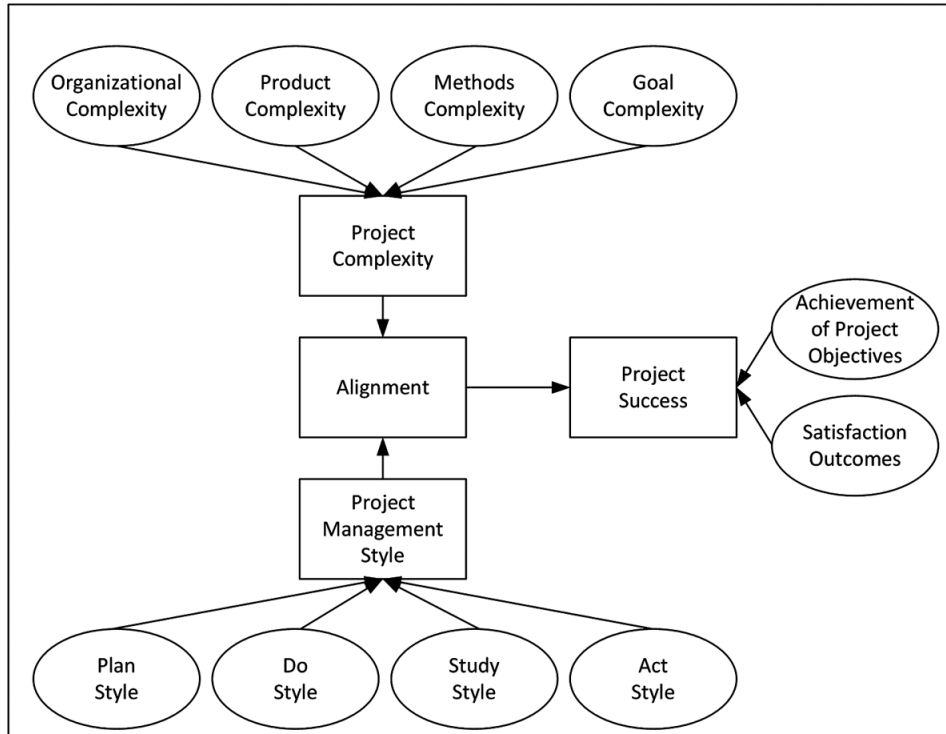 Organizational
Complexity
Product
Complexity
Methods
Complexity
Goal
Complexity
Project
Complexity
Achievement
of Project
Objectives
Alignment
Project
Success
Satisfaction
Outcomes
Project
Management
Style
Plan
Style
Do
Style
Study
Style
Act
Style